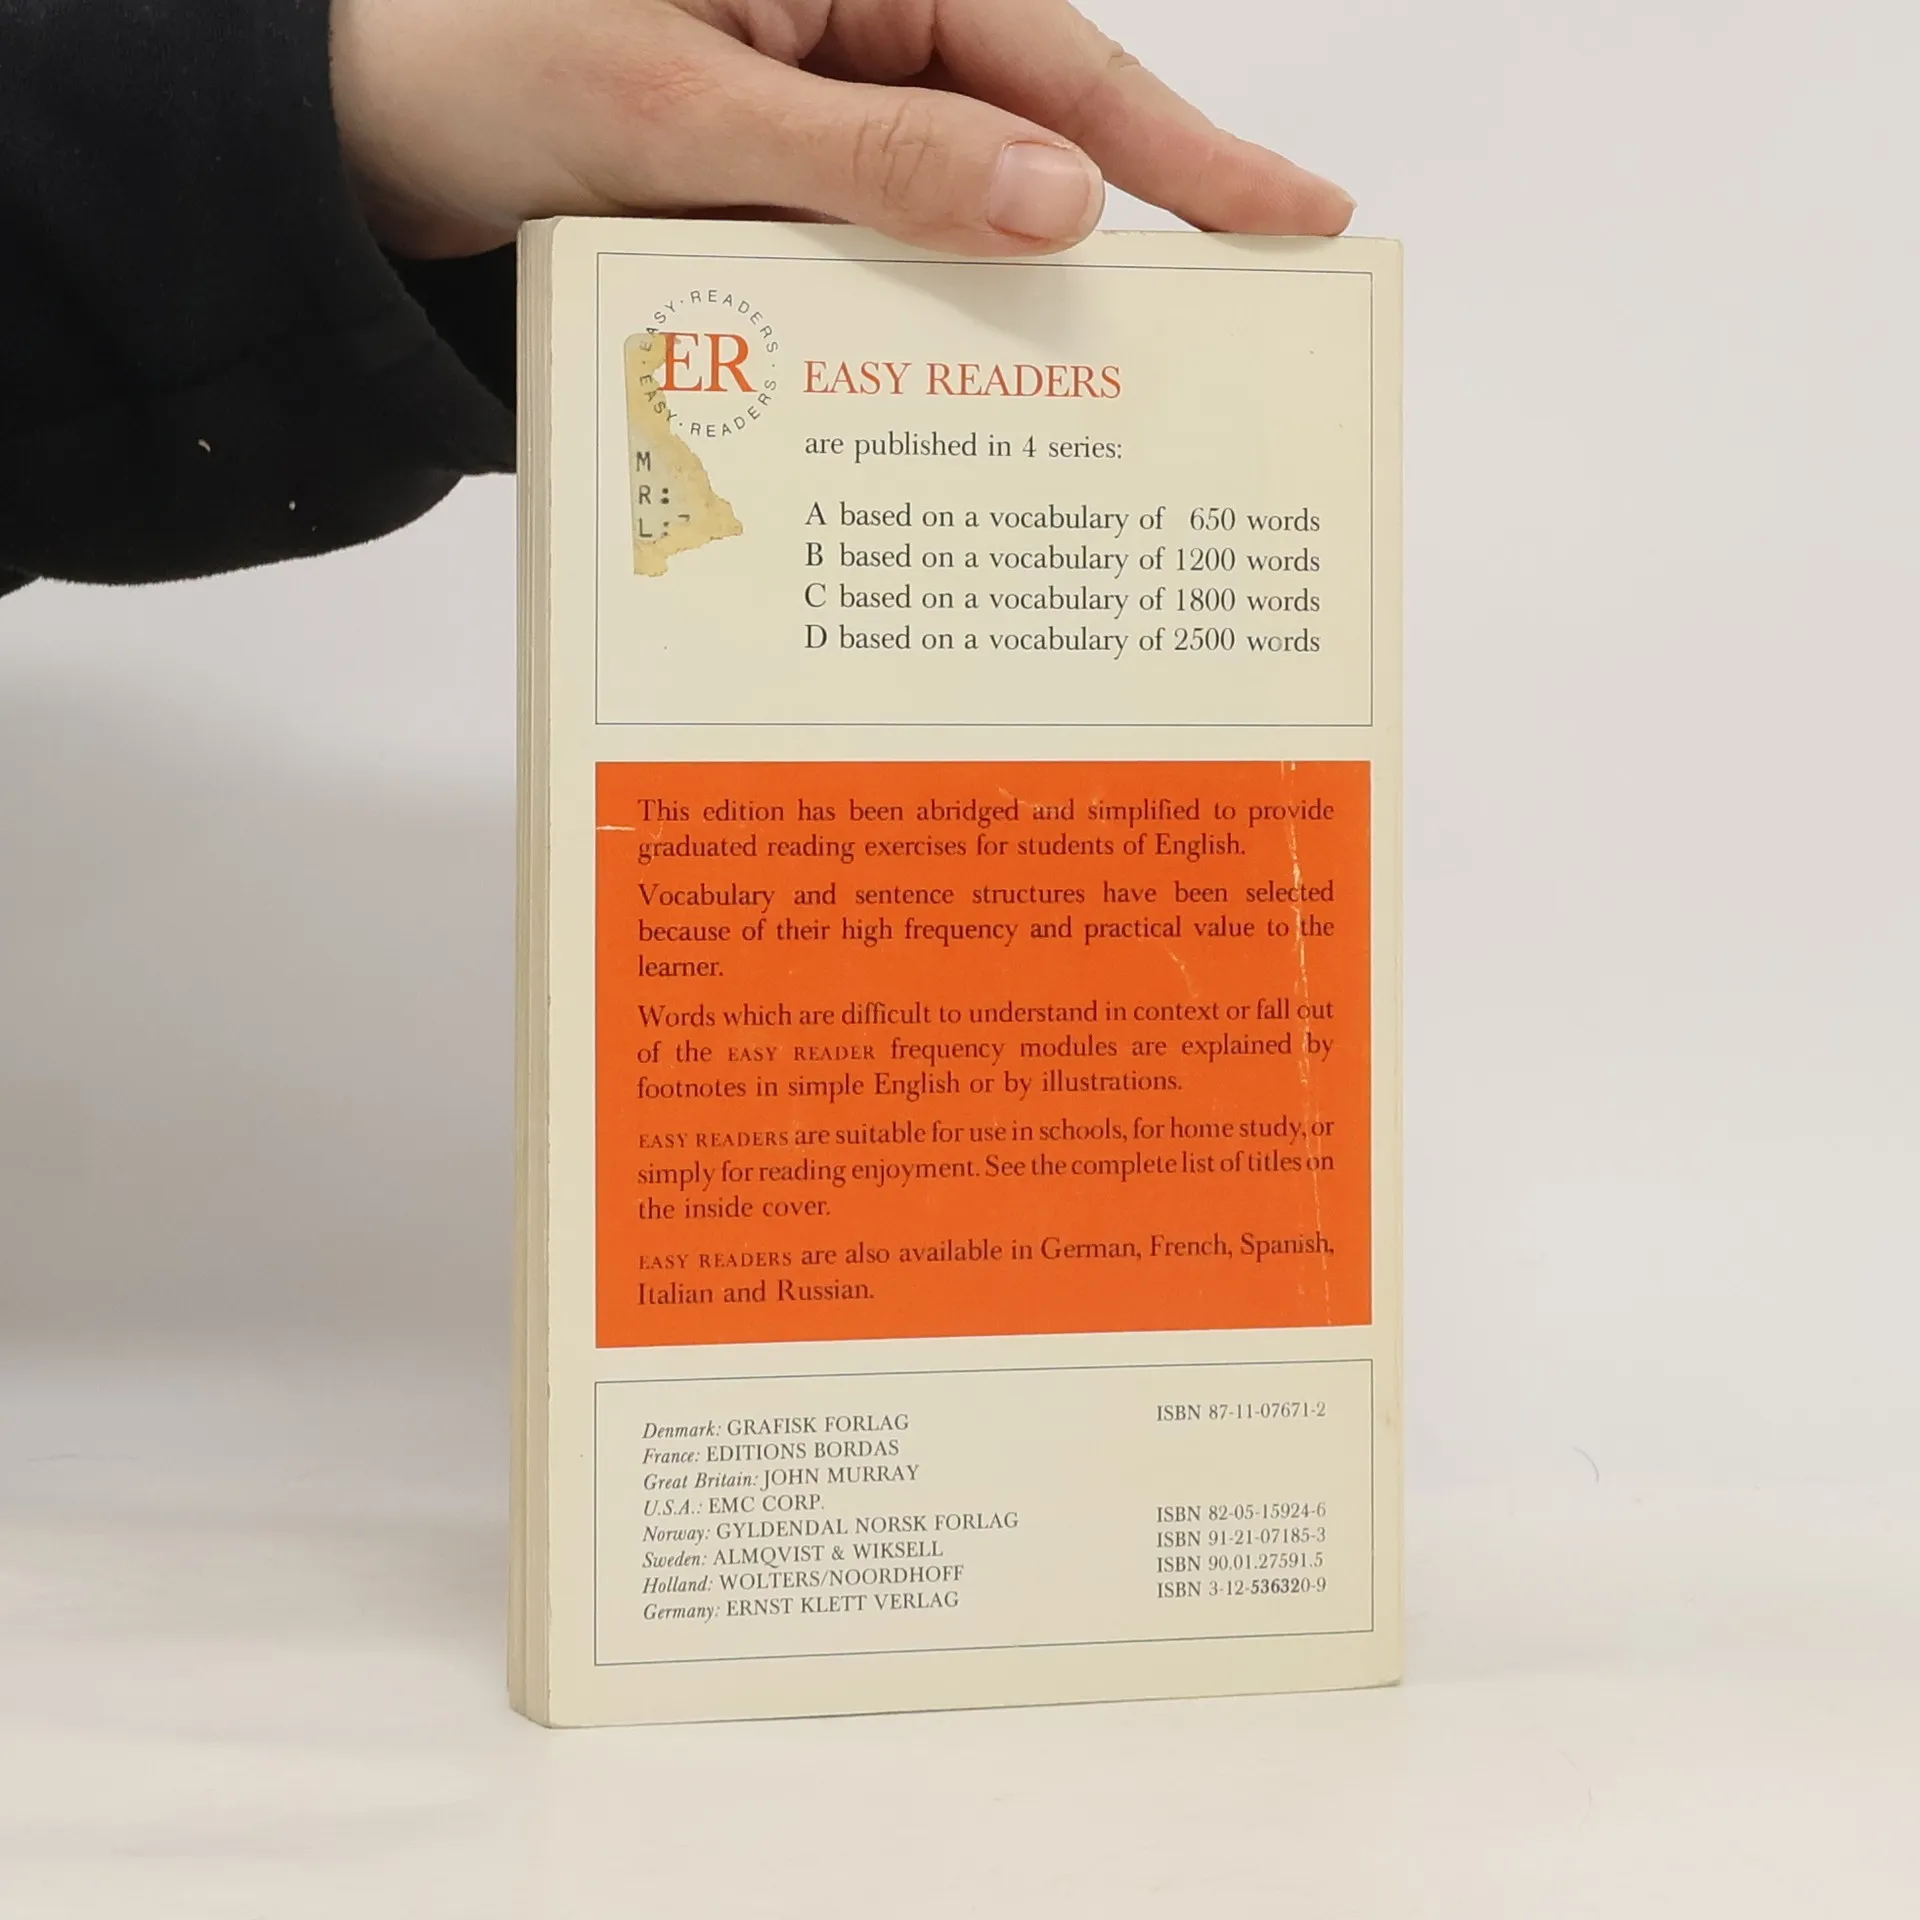 EASY · READERS · EASY · READERS ·
ER
EASY READERS
are published in 4 series:
M
R:
L:
A based on a vocabulary of 650 words
B based on a vocabulary of 1200 words
C based on a vocabulary of 1800 words
D based on a vocabulary of 2500 words
This edition has been abridged and simplified to provide
graduated reading exercises for students of English.
Vocabulary and sentence structures have been selected
because of their high frequency and practical value to the
learner.
Words which are difficult to understand in context or fall out
of the EASY READER frequency modules are explained by
footnotes in simple English or by illustrations.
EASY READERS are suitable for use in schools, for home study, or
simply for reading enjoyment. See the complete list of titles on
the inside cover.
EASY READERS are also available in German, French, Spanish,
Italian and Russian.
Denmark: GRAFISK FORLAG ISBN 87-11-07671-2
France: EDITIONS BORDAS
Great Britain: JOHN MURRAY
U.S.A.: EMC CORP.
Norway: GYLDENDAL NORSK FORLAG ISBN 82-05-15924-6
Sweden: ALMQVIST & WIKSELL ISBN 91-21-07185-3
Holland: WOLTERS/NOORDHOFF ISBN 90.01.27591.5
Germany: ERNST KLETT VERLAG ISBN 3-12-536320-9